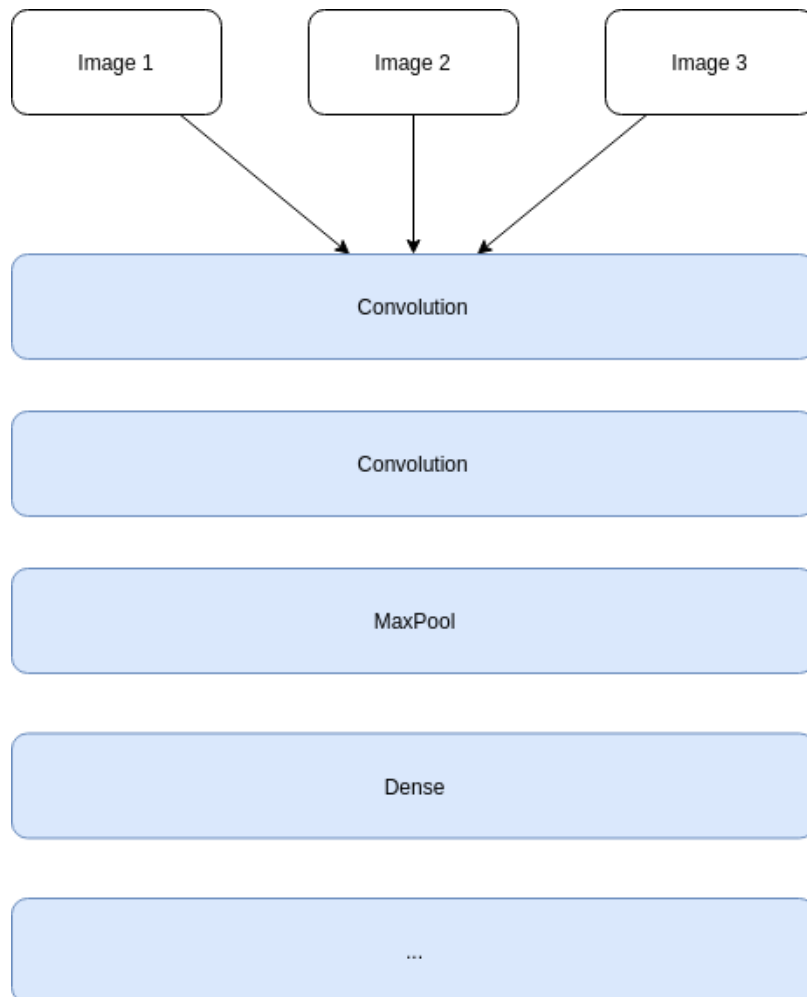 Image 1
Image 2
Image 3
Convolution
Convolution
MaxPool
Dense
...